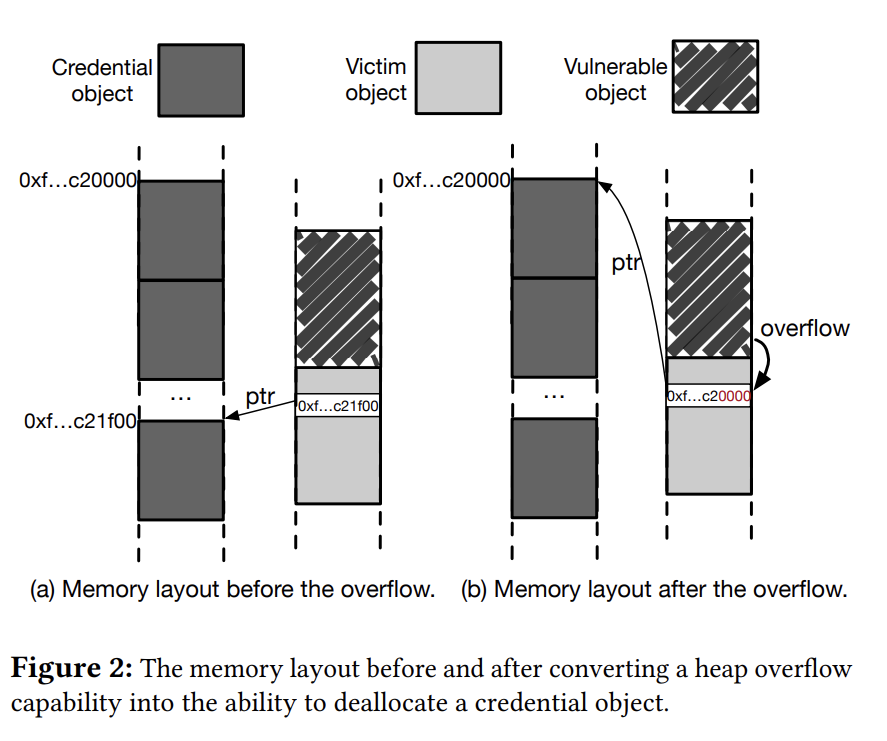 Credential
object
Victim
object
Vulnerable
object
0xf...c20000
...
0xf...c21f00
ptr
0xf...c21f00
0xf...c20000
ptr
overflow
...
0xf...c20000
(a) Memory layout before the overflow.
(b) Memory layout after the overflow.
Figure 2: The memory layout before and after converting a heap overflow
capability into the ability to deallocate a credential object.